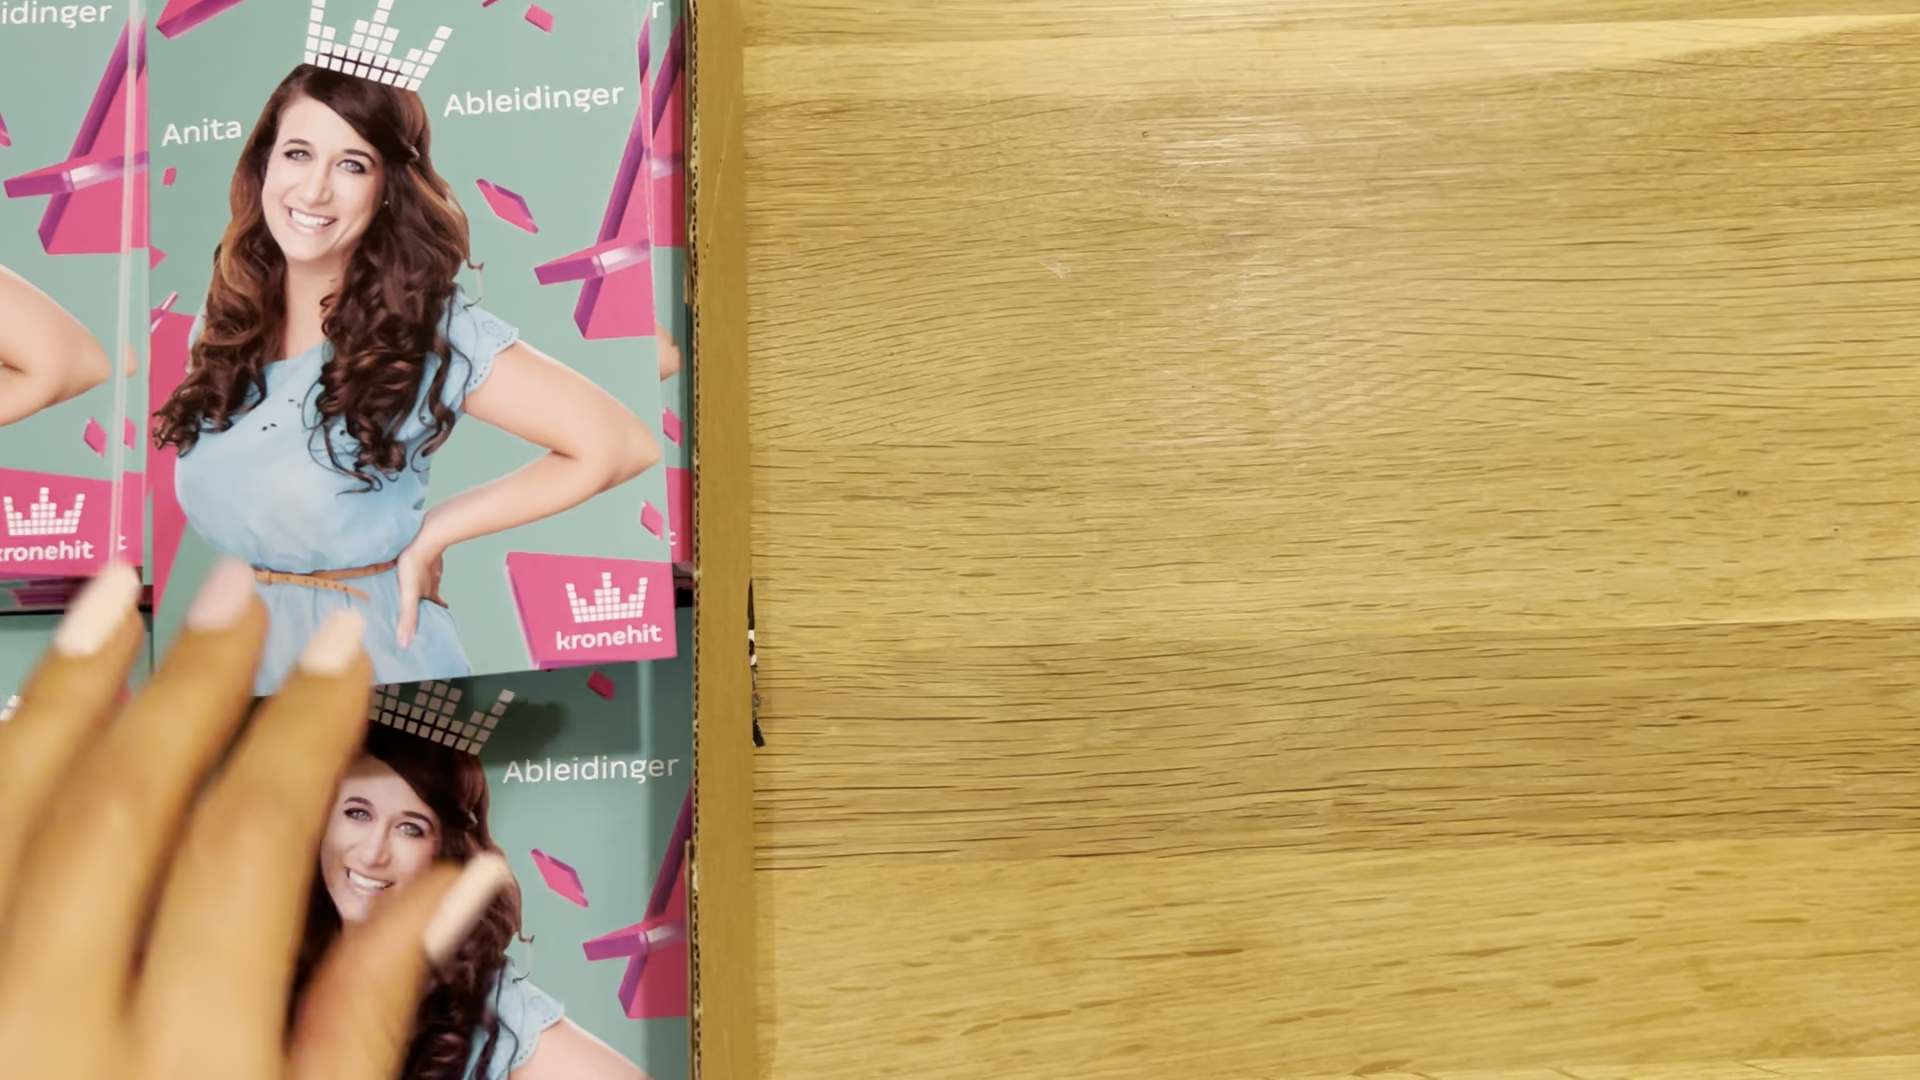 idinger
r
Anita
Ableidinger
kronehit
t
kronehit
Ableidinger